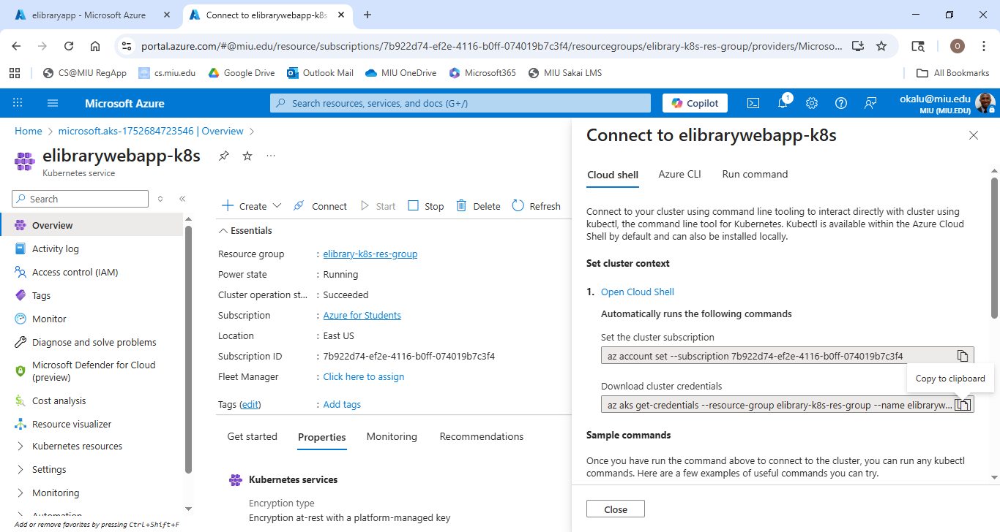 elibraryapp - Microsoft Azure
Connect to elibrarywebapp-k8s
portal.azure.com/#@miu.edu/resource/subscriptions/7b922d74-ef2e-4116-b0ff-074019b7c3f4/resourcegroups/elibrary-k8s-res-group/providers/Microso...
O
CS@MIU RegApp
cs.miu.edu
Google Drive
Outlook Mail
MIU OneDrive
Microsoft365
MIU Sakai LMS
All Bookmarks
Microsoft Azure
Search resources, services, and docs (G+/)
Copilot
1
okalu@miu.edu
MIU (MIU.EDU)
Home > microsoft.aks-1752684723546 | Overview >
elibrarywebapp-k8s
Kubernetes service
Search
Overview
Activity log
Access control (IAM)
Tags
Monitor
Diagnose and solve problems
Microsoft Defender for Cloud
(preview)
Cost analysis
Resource visualizer
Kubernetes resources
Settings
Monitoring
Automation
Add or remove favorites by pressing Ctrl+Shift+F
Create
Connect
Start
Stop
Delete
Refresh
Essentials
Resource group : elibrary-k8s-res-group
Power state : Running
Cluster operation st... : Succeeded
Subscription : Azure for Students
Location : East US
Subscription ID : 7b922d74-ef2e-4116-b0ff-074019b7c3f4
Fleet Manager : Click here to assign
Tags (edit) : Add tags
Get started
Properties
Monitoring
Recommendations
Kubernetes services
Encryption type
Encryption at-rest with a platform-managed key
Connect to elibrarywebapp-k8s
Cloud shell
Azure CLI
Run command
Connect to your cluster using command line tooling to interact directly with cluster using
kubectl, the command line tool for Kubernetes. Kubectl is available within the Azure Cloud
Shell by default and can also be installed locally.
Set cluster context
1. Open Cloud Shell
Automatically runs the following commands
Set the cluster subscription
az account set --subscription 7b922d74-ef2e-4116-b0ff-074019b7c3f4
Copy to clipboard
Download cluster credentials
az aks get-credentials --resource-group elibrary-k8s-res-group --name elibraryw...
Sample commands
Once you have run the command above to connect to the cluster, you can run any kubectl
commands. Here are a few examples of useful commands you can try.
Close